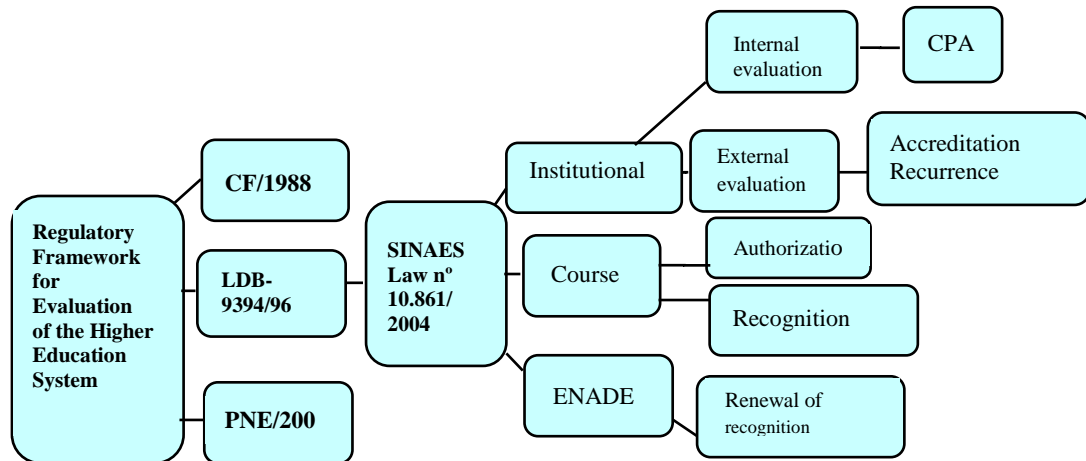 Regulatory
Framework
for
Evaluation
of the Higher
Education
System
CF/1988
LDB-
9394/96
PNE/200
SINAES
Law nº
10.861/
2004
Institutional
Internal
evaluation
CPA
External
evaluation
Accreditation
Recurrence
Course
Authorizatio
Recognition
ENADE
Renewal of
recognition